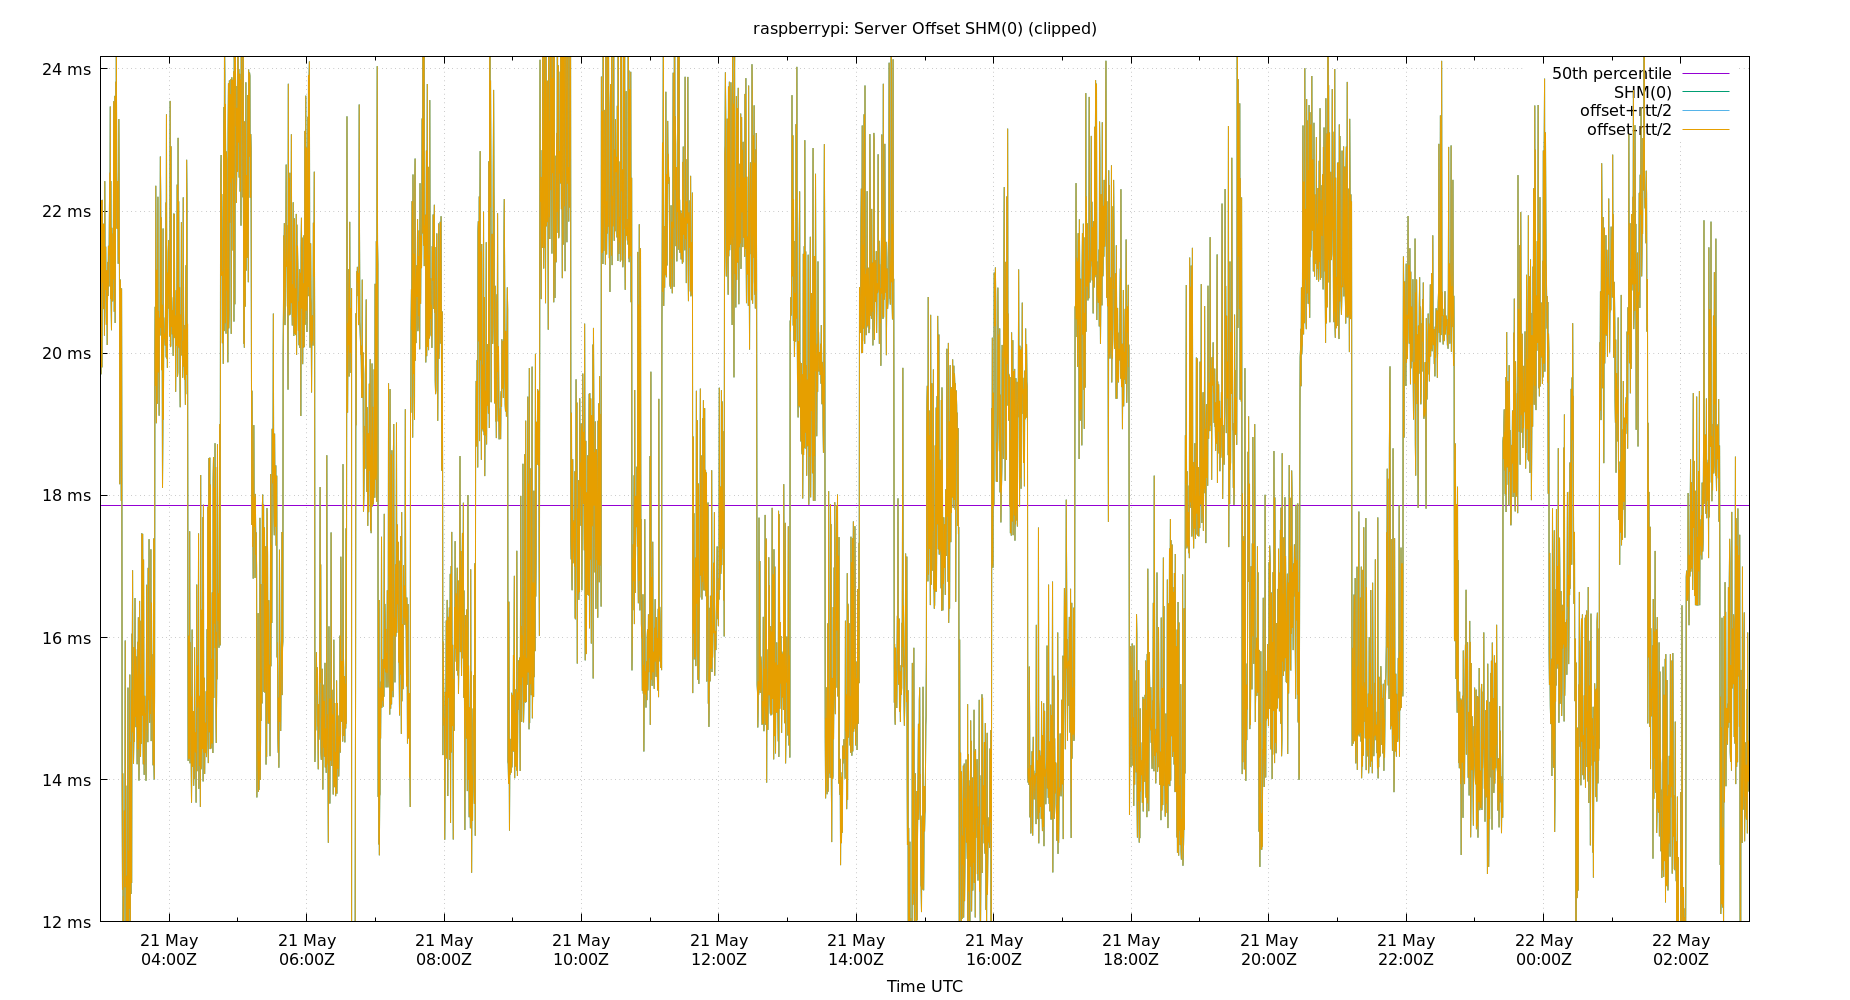 raspberrypi: Server Offset SHM(0) (clipped)
24 ms
22 ms
20 ms
18 ms
16 ms
14 ms
12 ms
50th percentile
SHM(0)
offset+rtt/2
offset-rtt/2
21 May 21 May 21 May 21 May 21 May 21 May 21 May 21 May 21 May 21 May 22 May 22 May
04:00Z 06:00Z 08:00Z 10:00Z 12:00Z 14:00Z 16:00Z 18:00Z 20:00Z 22:00Z 00:00Z 02:00Z
Time UTC